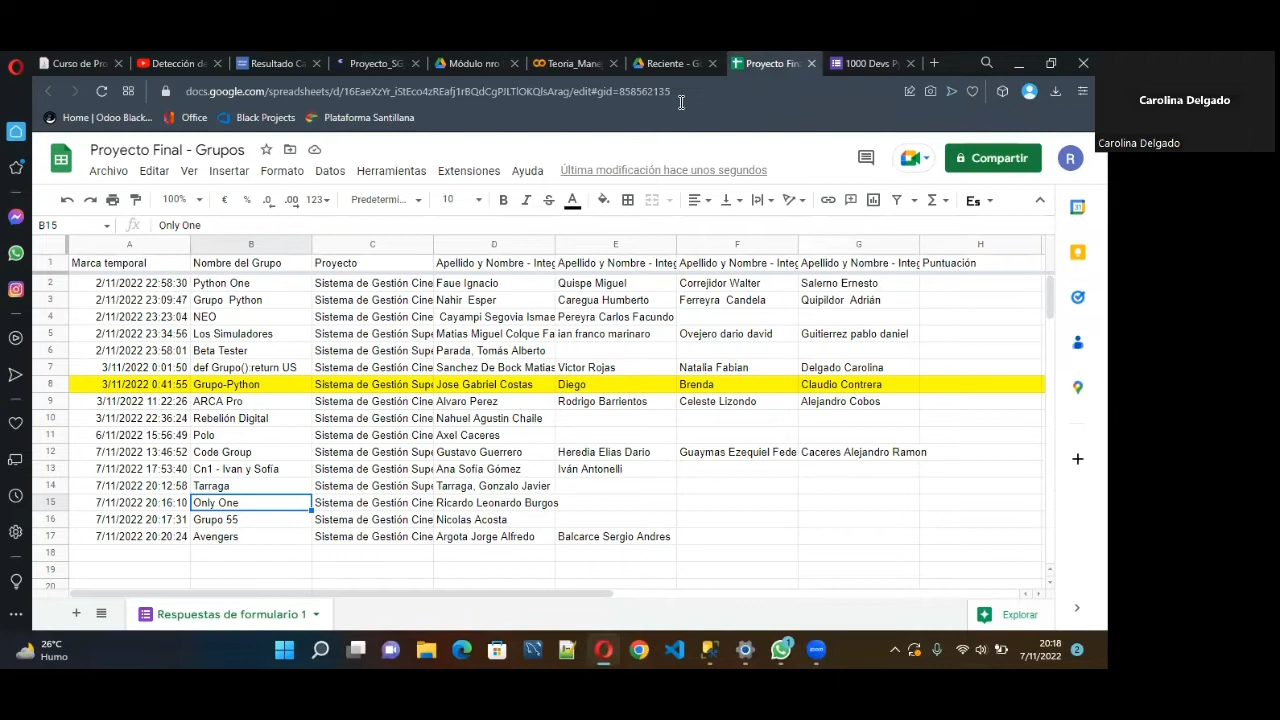 Curso de Pro
Detección de
Resultado Ca
Proyecto_SG
Módulo nro
Teoria_Mane
Reciente - Go
Proyecto Fin
1000 Devs Py
docs.google.com/spreadsheets/d/16EaeXzYr_iStEco4zREafj1rBQdCgPJLTlOKQlsArag/edit#gid=858562135
Home | Odoo Black...
Office
Black Projects
Plataforma Santillana
Carolina Delgado
Carolina Delgado
Proyecto Final - Grupos
Archivo Editar Ver Insertar Formato Datos Herramientas Extensiones Ayuda Última modificación hace unos segundos
Compartir
R
100% € % .0 .00 123 Predetermi... 10 B I S A Es
B15 fx Only One
A B C D E F G H
1 Marca temporal Nombre del Grupo Proyecto Apellido y Nombre - Integ Apellido y Nombre - Integ Apellido y Nombre - Integ Apellido y Nombre - Integ Puntuación
2 2/11/2022 22:58:30 Python One Sistema de Gestión Cine Faue Ignacio Quispe Miguel Correjidor Walter Salerno Ernesto
3 2/11/2022 23:09:47 Grupo Python Sistema de Gestión Cine Nahir Esper Caregua Humberto Ferreyra Candela Quipildor Adrián
4 2/11/2022 23:23:04 NEO Sistema de Gestión Cine Cayampi Segovia Ismae Pereyra Carlos Facundo
5 2/11/2022 23:34:56 Los Simuladores Sistema de Gestión Supe Matias Miguel Colque Fa ian franco marinaro Ovejero dario david Guitierrez pablo daniel
6 2/11/2022 23:58:01 Beta Tester Sistema de Gestión Supe Parada, Tomás Alberto
7 3/11/2022 0:01:50 def Grupo():return US Sistema de Gestión Cine Sanchez De Bock Matias Victor Rojas Natalia Fabian Delgado Carolina
8 3/11/2022 0:41:55 Grupo-Python Sistema de Gestión Supe Jose Gabriel Costas Diego Brenda Claudio Contrera
9 3/11/2022 11:22:26 ARCA Pro Sistema de Gestión Cine Alvaro Perez Rodrigo Barrientos Celeste Lizondo Alejandro Cobos
10 3/11/2022 22:36:24 Rebelión Digital Sistema de Gestión Cine Nahuel Agustin Chaile
11 6/11/2022 15:56:49 Polo Sistema de Gestión Supe Axel Caceres
12 7/11/2022 13:46:52 Code Group Sistema de Gestión Supe Gustavo Guerrero Heredia Elias Dario Guaymas Ezequiel Fede Caceres Alejandro Ramon
13 7/11/2022 17:53:40 Cn1 - Ivan y Sofía Sistema de Gestión Cine Ana Sofía Gómez Iván Antonelli
14 7/11/2022 20:12:58 Tarraga Sistema de Gestión Supe Tarraga, Gonzalo Javier
15 7/11/2022 20:16:10 Only One Sistema de Gestión Cine Ricardo Leonardo Burgos
16 7/11/2022 20:17:31 Grupo 55 Sistema de Gestión Cine Nicolas Acosta
17 7/11/2022 20:20:24 Avengers Sistema de Gestión Cine Argota Jorge Alfredo Balcarce Sergio Andres
18
19
20
Respuestas de formulario 1
Explorar
26°C
Humo
20:18
7/11/2022